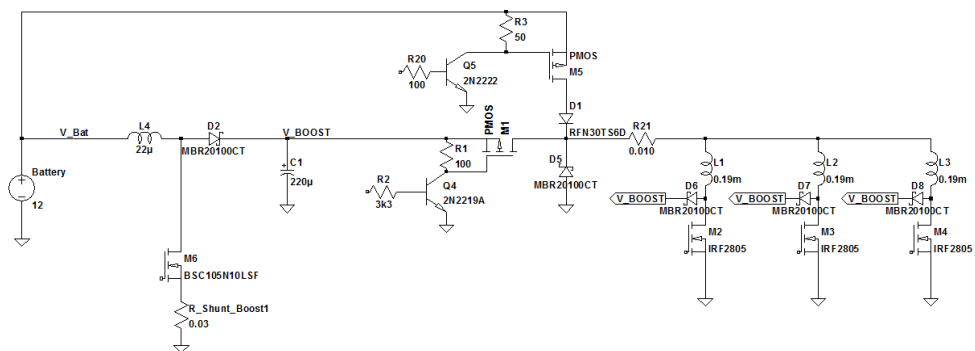 R3
50
R20
100
Q5
2N2222
PMOS
M5
D1
RFN30TS6D
V_Bat
L4
22µ
D2
MBR20100CT
V_BOOST
PMOS
M1
R21
0.010
Battery
12
C1
220µ
R1
100
R2
3k3
Q4
2N2219A
D5
MBR20100CT
L1
0.19m
L2
0.19m
L3
0.19m
V_BOOST
D6
MBR20100CT
V_BOOST
D7
MBR20100CT
V_BOOST
D8
MBR20100CT
M2
IRF2805
M3
IRF2805
M4
IRF2805
M6
BSC105N10LSF
R_Shunt_Boost1
0.03